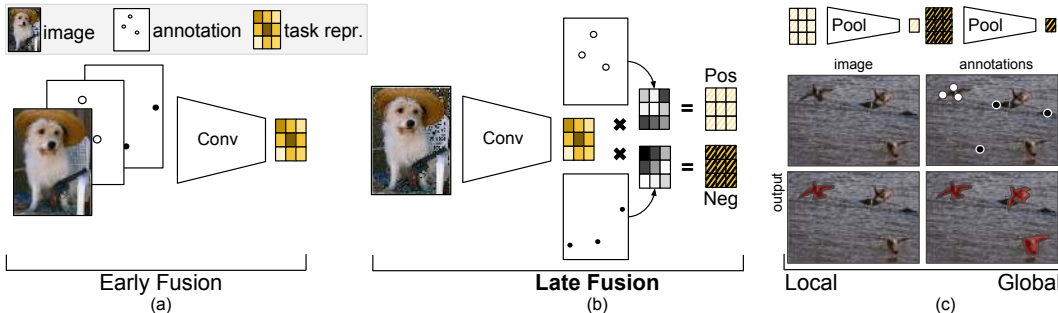 image
annotation
task repr.
Conv
Early Fusion
(a)
Conv
Pos
=
=
Neg
Late Fusion
(b)
Pool
Pool
image
annotations
output
Local
Global
(c)